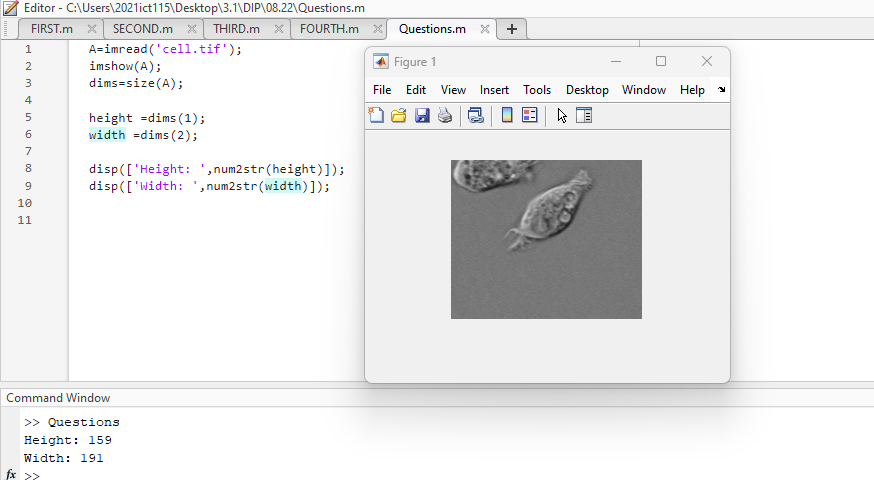 Editor - C:\Users\2021ict115\Desktop\3.1\DIP\08.22\Questions.m
FIRST.m SECOND.m THIRD.m FOURTH.m Questions.m
1 A=imread('cell.tif');
2 imshow(A);
3 dims=size(A);
4
5 height =dims(1);
6 width =dims(2);
7
8 disp(['Height: ',num2str(height)]);
9 disp(['Width: ',num2str(width)]);
10
11
Figure 1
File Edit View Insert Tools Desktop Window Help
Command Window
>> Questions
Height: 159
Width: 191
fx >>